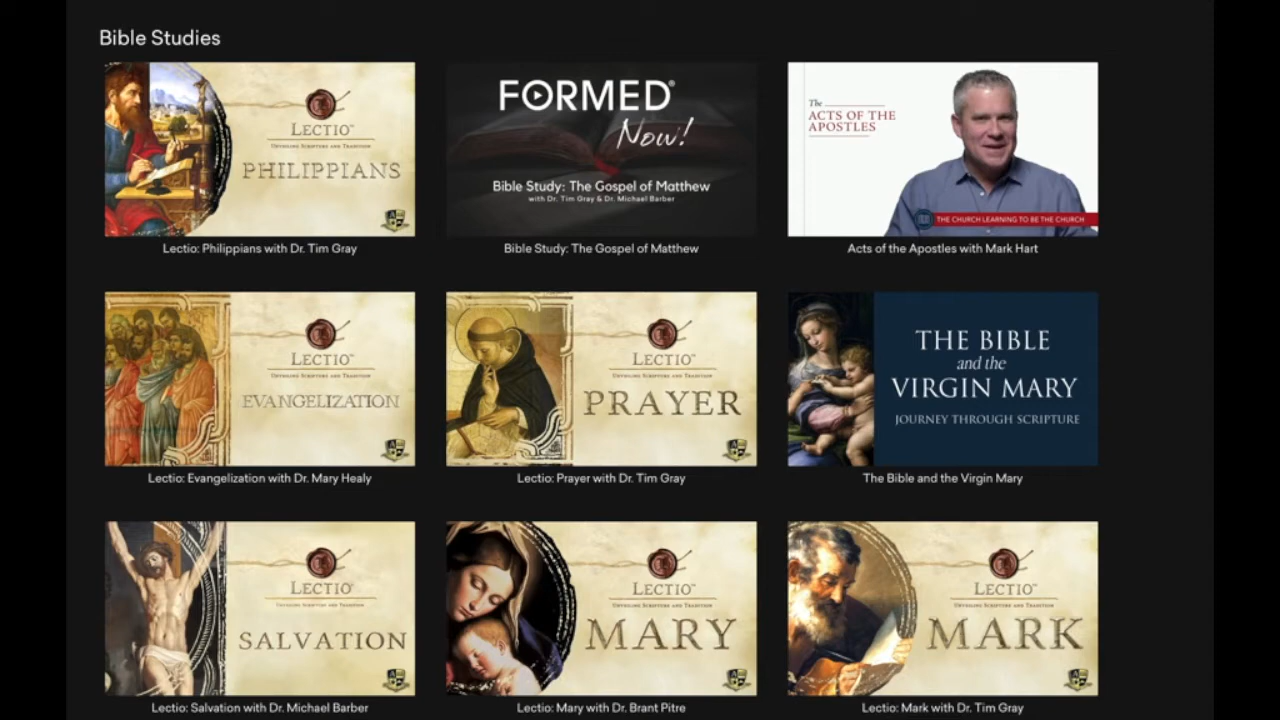 Bible Studies
LECTIO™
UNVEILING SCRIPTURE AND TRADITION
PHILIPPIANS
Lectio: Philippians with Dr. Tim Gray
FORMED®
Now!
Bible Study: The Gospel of Matthew
with Dr. Tim Gray & Dr. Michael Barber
Bible Study: The Gospel of Matthew
The
ACTS OF THE
APOSTLES
THE CHURCH LEARNING TO BE THE CHURCH
Acts of the Apostles with Mark Hart
LECTIO™
UNVEILING SCRIPTURE AND TRADITION
EVANGELIZATION
Lectio: Evangelization with Dr. Mary Healy
LECTIO™
UNVEILING SCRIPTURE AND TRADITION
PRAYER
Lectio: Prayer with Dr. Tim Gray
THE BIBLE
and the
VIRGIN MARY
JOURNEY THROUGH SCRIPTURE
The Bible and the Virgin Mary
LECTIO™
UNVEILING SCRIPTURE AND TRADITION
SALVATION
Lectio: Salvation with Dr. Michael Barber
LECTIO™
UNVEILING SCRIPTURE AND TRADITION
MARY
Lectio: Mary with Dr. Brant Pitre
LECTIO™
UNVEILING SCRIPTURE AND TRADITION
MARK
Lectio: Mark with Dr. Tim Gray